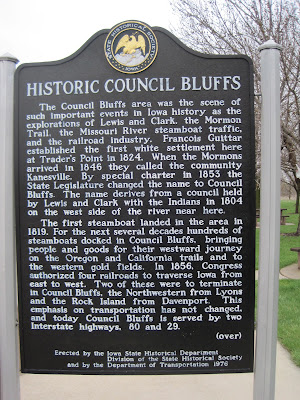 STATE HISTORICAL SOCIETY
IOWA
HISTORIC COUNCIL BLUFFS
The Council Bluffs area was the scene of
such important events in Iowa history as the
explorations of Lewis and Clark, the Mormon
Trail, the Missouri River steamboat traffic,
and the railroad industry. Francois Guittar
established the first white settlement here
at Trader's Point in 1824. When the Mormons
arrived in 1846 they called the community
Kanesville. By special charter in 1853 the
State Legislature changed the name to Council
Bluffs. The name derives from a council held
by Lewis and Clark with the Indians in 1804
on the west side of the river near here.
The first steamboat landed in the area in
1819. For the next several decades hundreds of
steamboats docked in Council Bluffs, bringing
people and goods for their westward journey
on the Oregon and California trails and to
the western gold fields. In 1856, Congress
authorized four railroads to traverse Iowa from
east to west. Two of these were to terminate
in Council Bluffs, the Northwestern from Lyons
and the Rock Island from Davenport. This
emphasis on transportation has not changed,
and today Council Bluffs is served by two
Interstate highways, 80 and 29.
(over)
Erected by the Iowa State Historical Department
Division of the State Historical Society
and by the Department of Transportation 1976